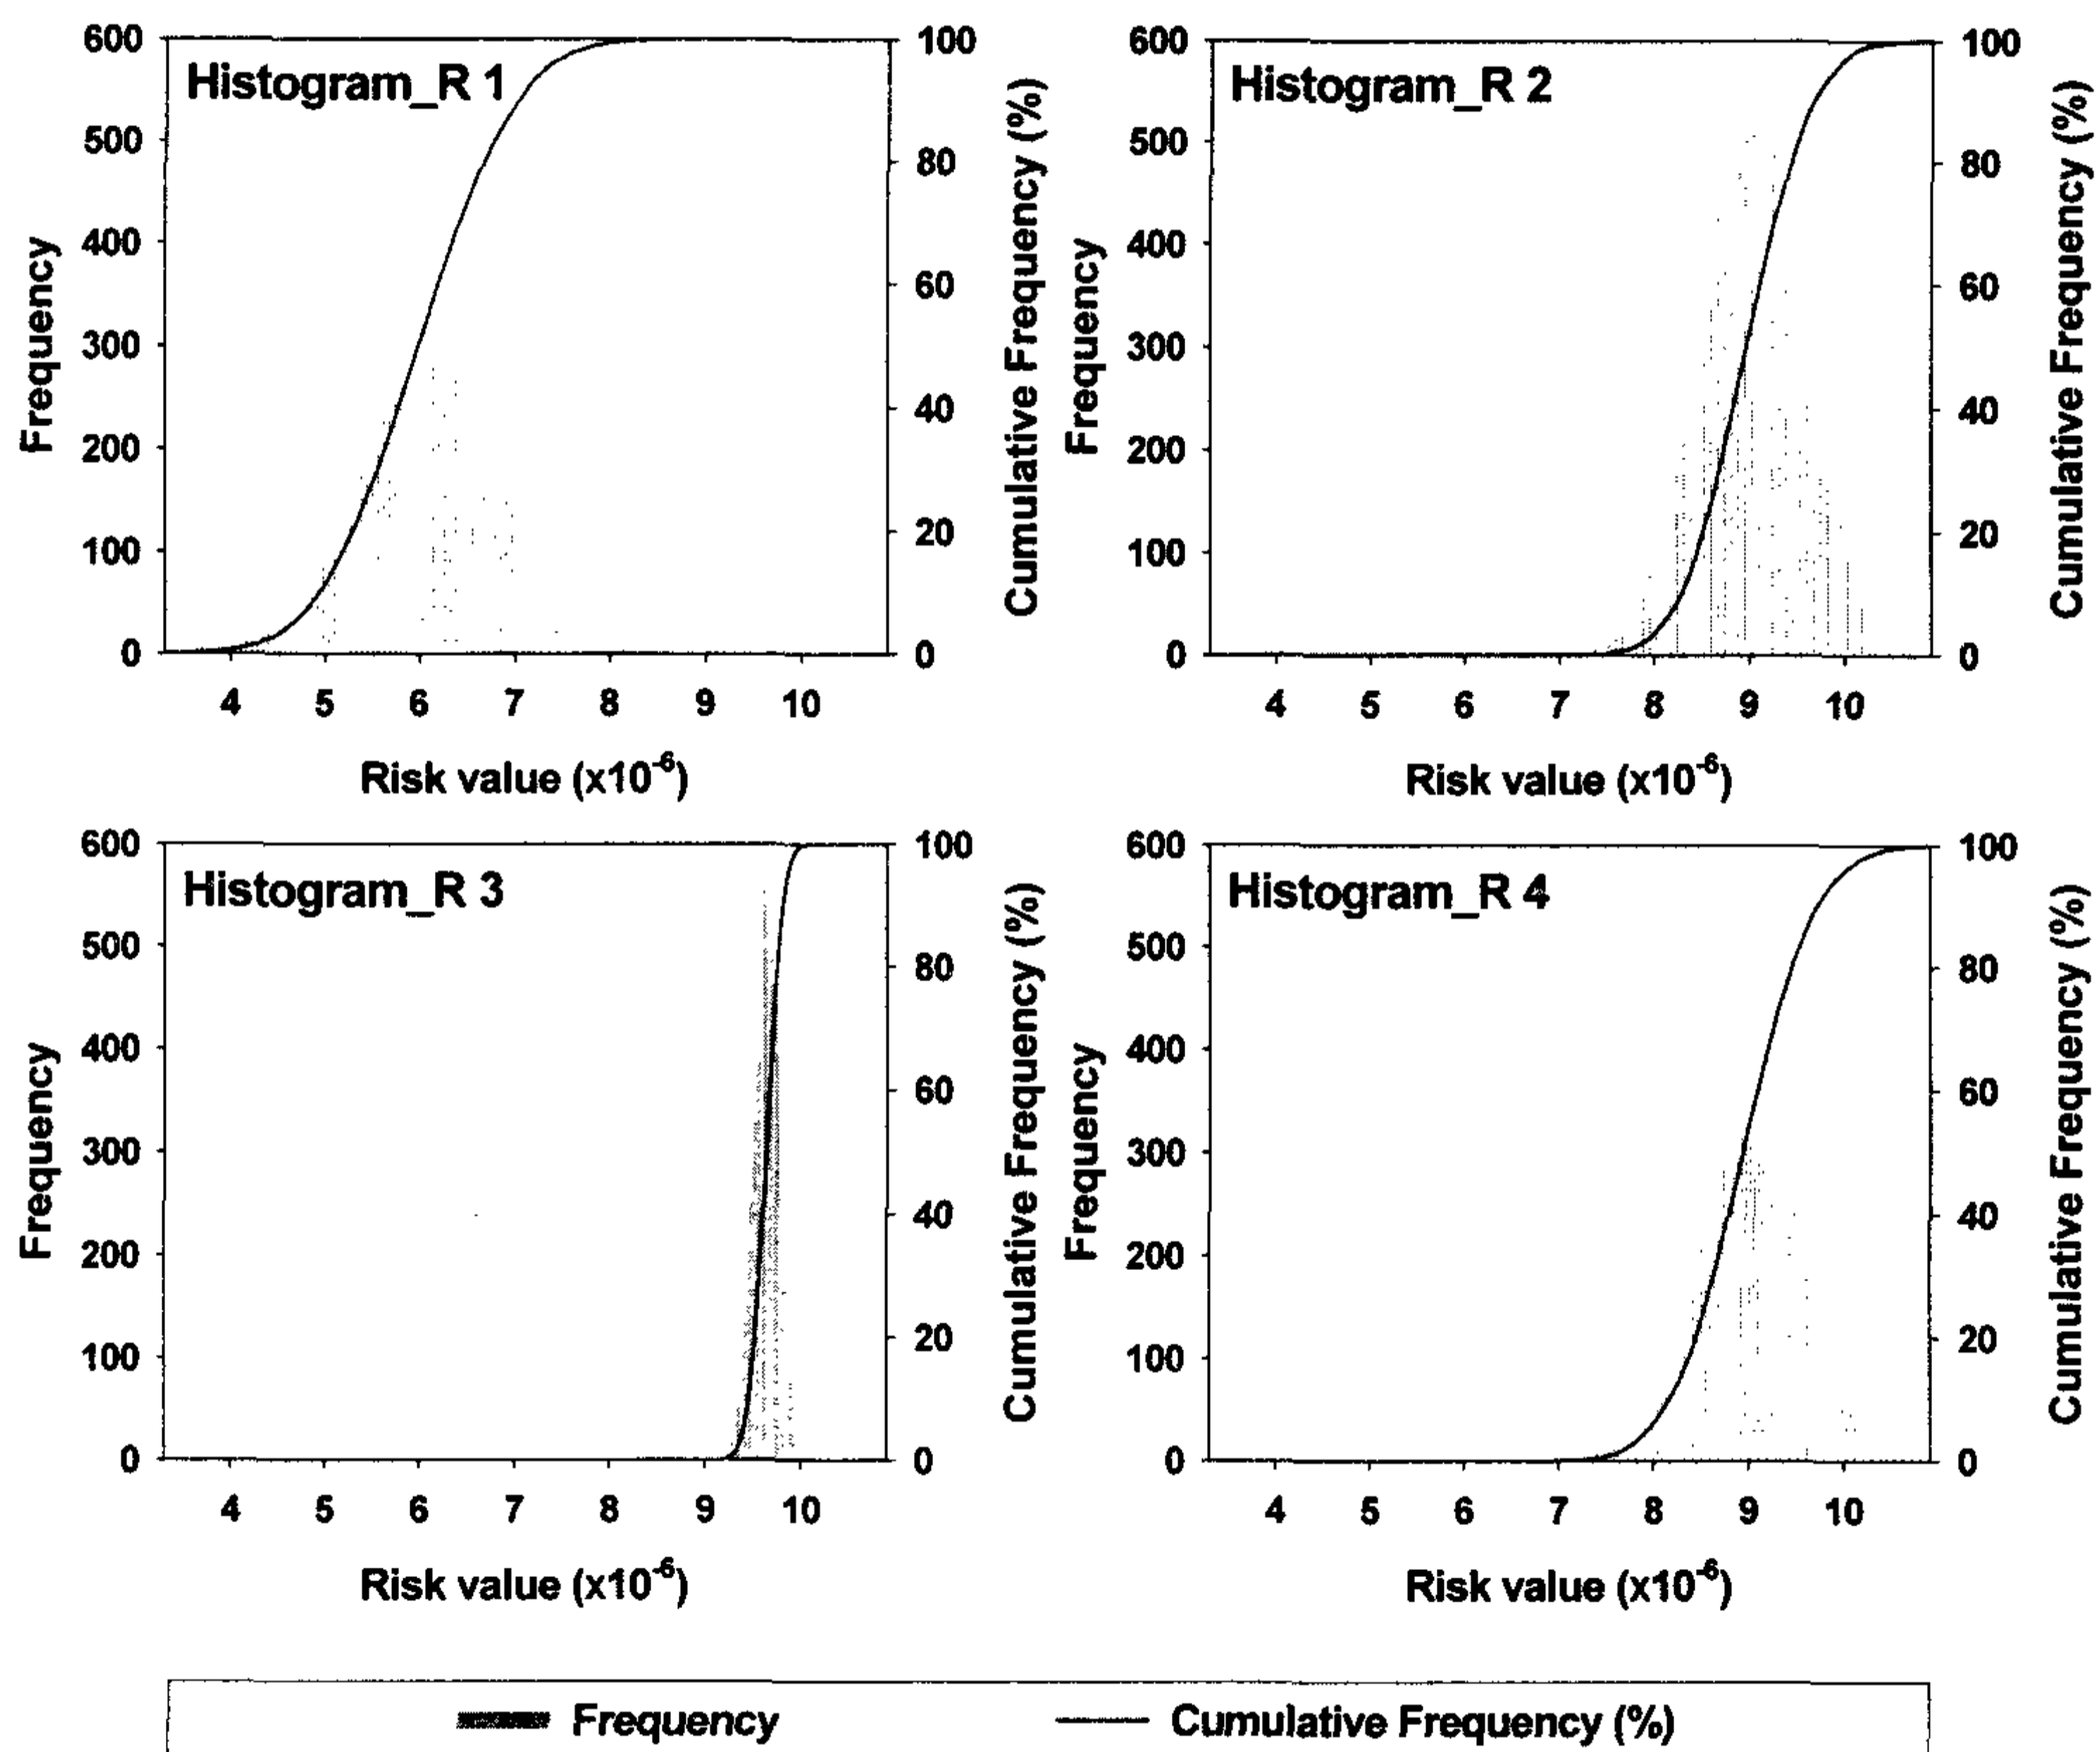 Histogram_R 1
Frequency
600
500
400
300
200
100
0
100
80
60
40
20
0
Cumulative Frequency (%)
4 5 6 7 8 9 10
Risk value (x10⁻⁶)
Histogram_R 2
Frequency
600
500
400
300
200
100
0
100
80
60
40
20
0
Cumulative Frequency (%)
4 5 6 7 8 9 10
Risk value (x10⁻⁶)
Histogram_R 3
Frequency
600
500
400
300
200
100
0
100
80
60
40
20
0
Cumulative Frequency (%)
4 5 6 7 8 9 10
Risk value (x10⁻⁶)
Histogram_R 4
Frequency
600
500
400
300
200
100
0
100
80
60
40
20
0
Cumulative Frequency (%)
4 5 6 7 8 9 10
Risk value (x10⁻⁶)
Frequency Cumulative Frequency (%)